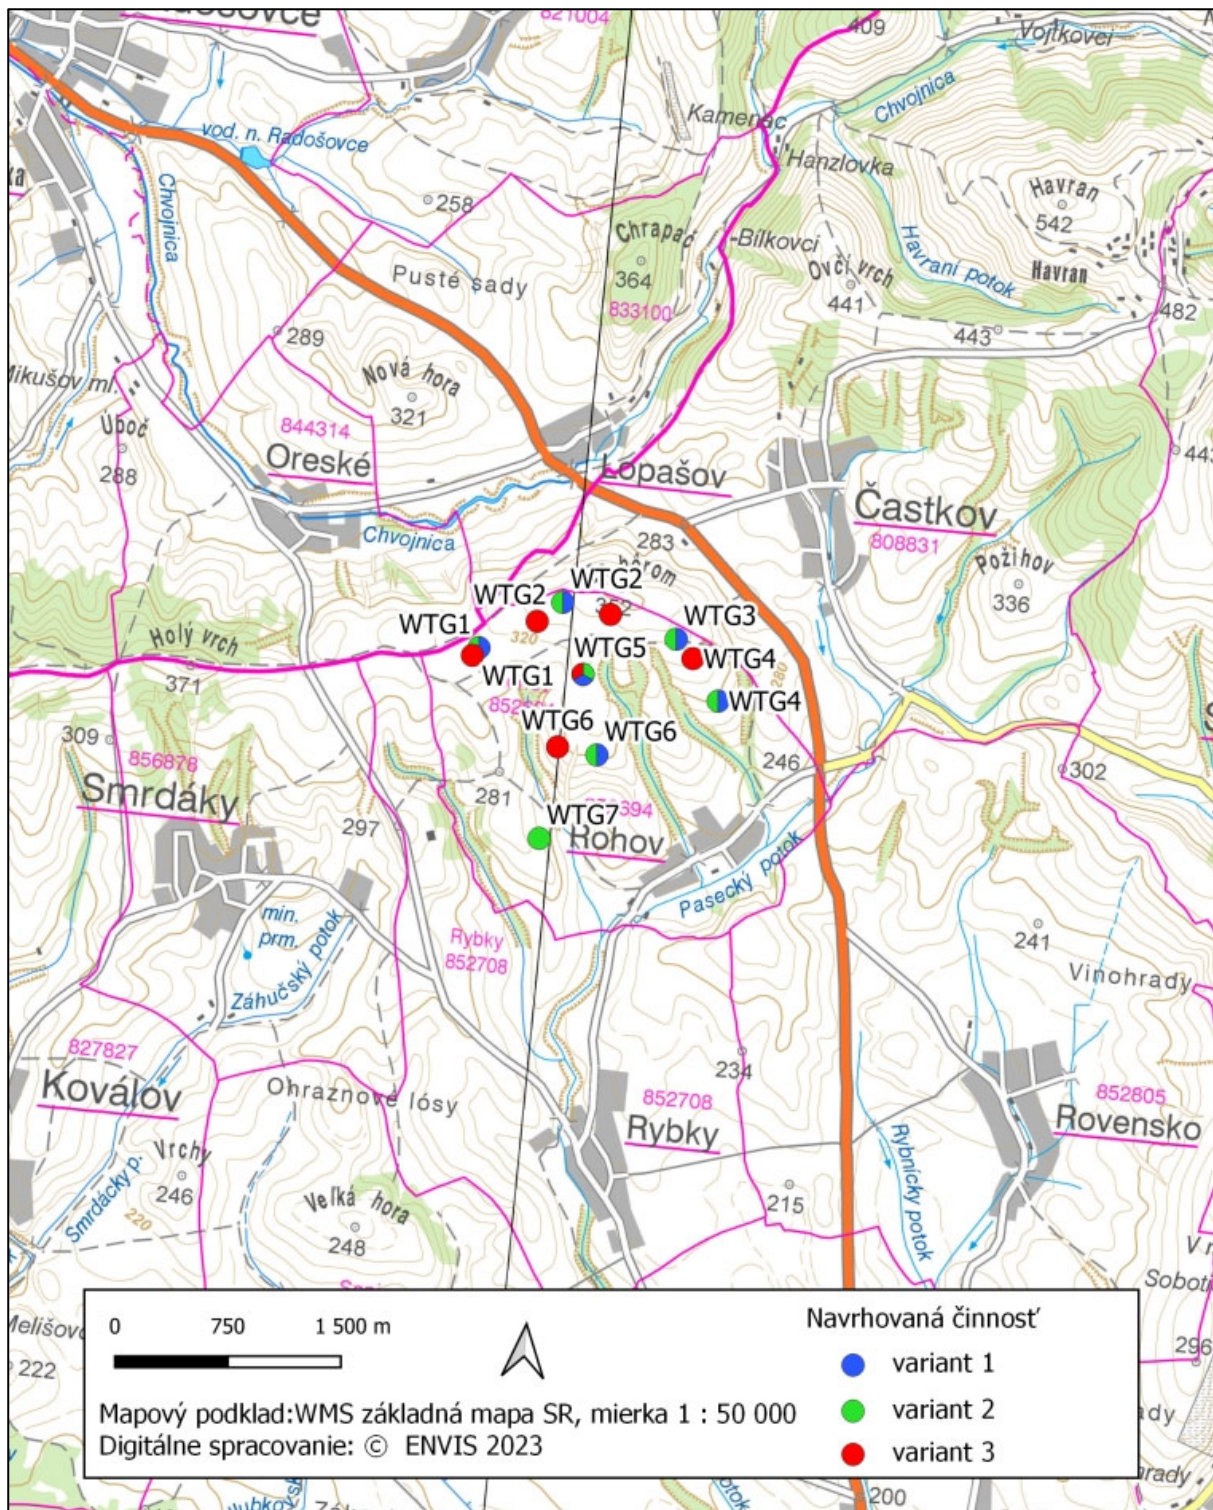 821004
409
Vojtkovci
Chvojnica
Kamenec
vod. n. Radošovce
Hanzlovka
Havran
542
Chvojnica
258
Chrapač
364
Bílkovci
Ovčí vrch
441
Havraní potok
Havran
Pusté sady
833100
482
443
289
Mikušov ml.
Nová hora
321
Úboč
288
844314
Oreské
Lopašov
Častkov
808831
443
Chvojnica
283
Požihov
336
WTG2
WTG2
WTG1
WTG3
Holý vrch
320
371
WTG5
WTG4
WTG1
280
WTG4
309
856878
WTG6
WTG6
Smrdáky
281
246
302
297
WTG7
Rohov
Pasecký potok
min.
prm.
Rybky
852708
241
Vinohrady
Záhučský potok
827827
Koválov
Ohraznové lósy
234
852708
Rybky
852805
Rovensko
Vrchy
246
Smrdácky p.
220
Veľká hora
248
215
Rybnícky potok
222
296
0 750 1 500 m
Navrhovaná činnosť
variant 1
variant 2
variant 3
Mapový podklad:WMS základná mapa SR, mierka 1 : 50 000
Digitálne spracovanie: © ENVIS 2023
200